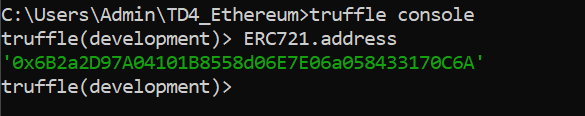 C:\Users\Admin\TD4_Ethereum>truffle console
truffle(development)> ERC721.address
'0x6B2a2D97A04101B8558d06E7E06a058433170C6A'
truffle(development)>